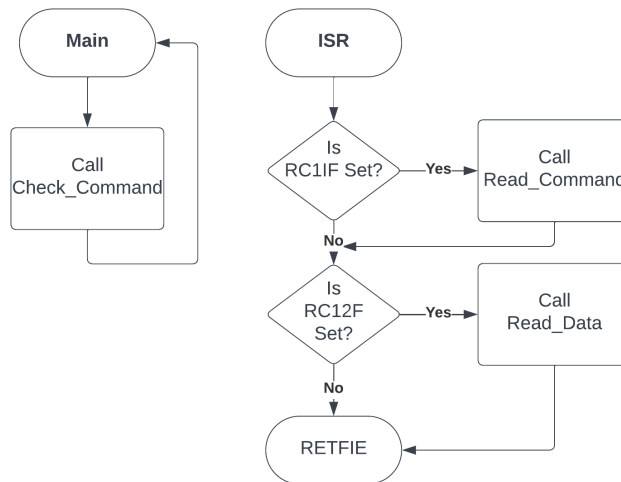 Main
Call
Check_Command
ISR
Is
RC1IF Set?
Yes
Call
Read_Command
No
Is
RC12F
Set?
Yes
Call
Read_Data
No
RETFIE